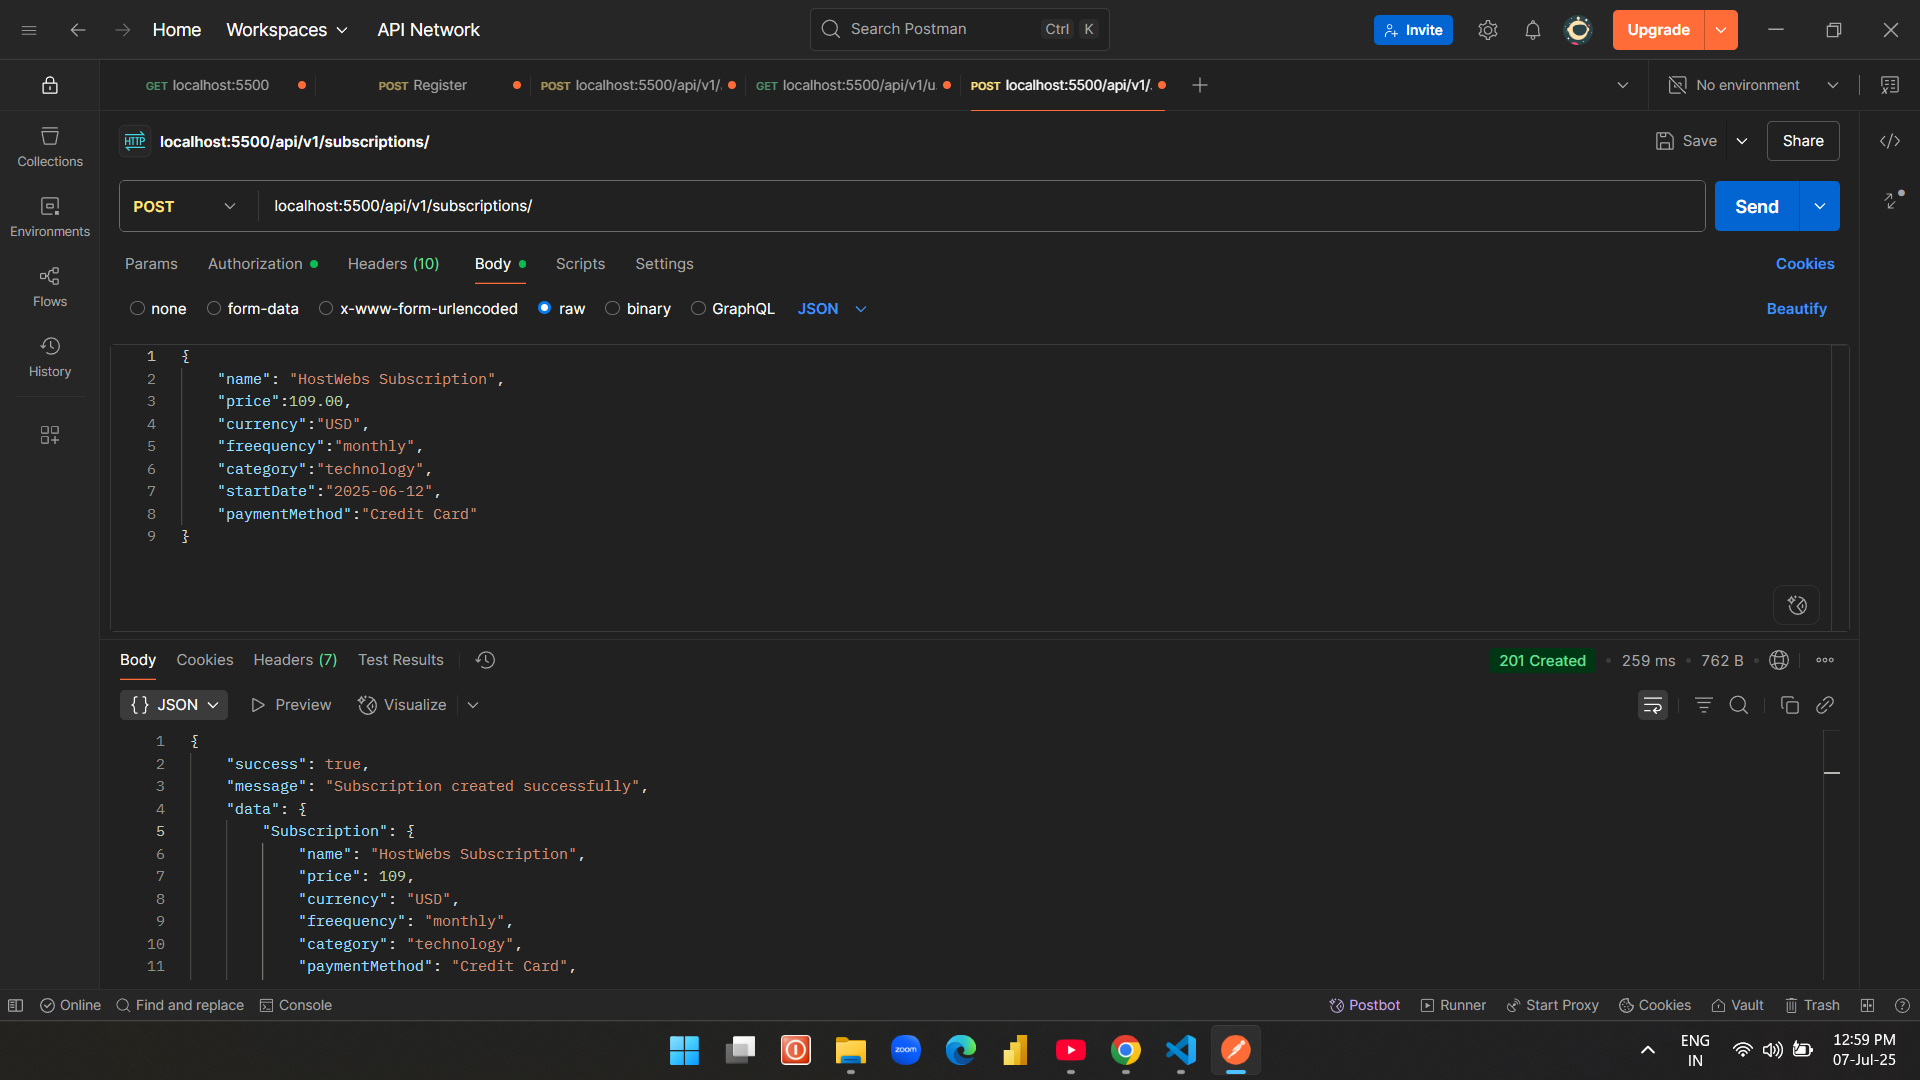 Home Workspaces API Network Search Postman Ctrl K Invite Upgrade
GET localhost:5500 POST Register POST localhost:5500/api/v1/. GET localhost:5500/api/v1/u. POST localhost:5500/api/v1/. No environment
HTTP localhost:5500/api/v1/subscriptions/ Save Share
Collections
POST localhost:5500/api/v1/subscriptions/ Send
Environments
Params Authorization Headers (10) Body Scripts Settings Cookies
Flows
none form-data x-www-form-urlencoded raw binary GraphQL JSON Beautify
History
1 {
2 "name": "HostWebs Subscription",
3 "price":109.00,
4 "currency":"USD",
5 "freequency":"monthly",
6 "category":"technology",
7 "startDate":"2025-06-12",
8 "paymentMethod":"Credit Card"
9 }
Body Cookies Headers (7) Test Results 201 Created 259 ms 762 B
{} JSON Preview Visualize
1 {
2 "success": true,
3 "message": "Subscription created successfully",
4 "data": {
5 "Subscription": {
6 "name": "HostWebs Subscription",
7 "price": 109,
8 "currency": "USD",
9 "freequency": "monthly",
10 "category": "technology",
11 "paymentMethod": "Credit Card",
Online Find and replace Console Postbot Runner Start Proxy Cookies Vault Trash
zoom
ENG
IN
12:59 PM
07-Jul-25